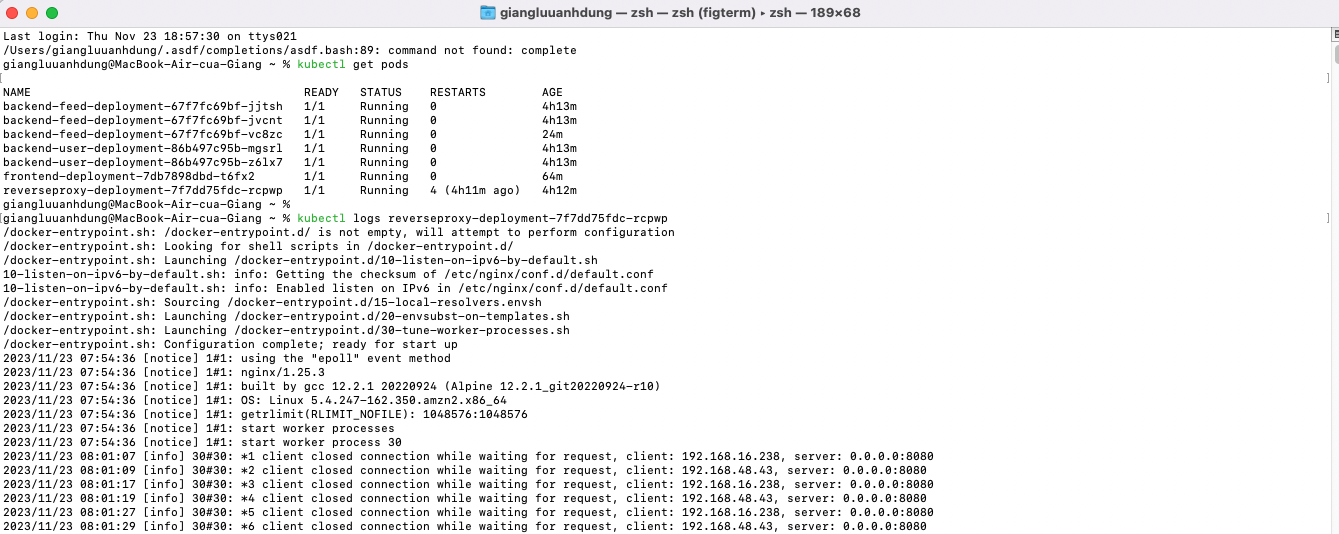 giangluuanhdung — zsh — zsh (figterm) ▸ zsh — 189×68
Last login: Thu Nov 23 18:57:30 on ttys021
/Users/giangluuanhdung/.asdf/completions/asdf.bash:89: command not found: complete
giangluuanhdung@MacBook-Air-cua-Giang ~ % kubectl get pods
[ ]
NAME READY STATUS RESTARTS AGE
backend-feed-deployment-67f7fc69bf-jjtsh 1/1 Running 0 4h13m
backend-feed-deployment-67f7fc69bf-jvcnt 1/1 Running 0 4h13m
backend-feed-deployment-67f7fc69bf-vc8zc 1/1 Running 0 24m
backend-user-deployment-86b497c95b-mgsrl 1/1 Running 0 4h13m
backend-user-deployment-86b497c95b-z6lx7 1/1 Running 0 4h13m
frontend-deployment-7db7898dbd-t6fx2 1/1 Running 0 64m
reverseproxy-deployment-7f7dd75fdc-rcpwp 1/1 Running 4 (4h11m ago) 4h12m
giangluuanhdung@MacBook-Air-cua-Giang ~ %
[giangluuanhdung@MacBook-Air-cua-Giang ~ % kubectl logs reverseproxy-deployment-7f7dd75fdc-rcpwp ]
/docker-entrypoint.sh: /docker-entrypoint.d/ is not empty, will attempt to perform configuration
/docker-entrypoint.sh: Looking for shell scripts in /docker-entrypoint.d/
/docker-entrypoint.sh: Launching /docker-entrypoint.d/10-listen-on-ipv6-by-default.sh
10-listen-on-ipv6-by-default.sh: info: Getting the checksum of /etc/nginx/conf.d/default.conf
10-listen-on-ipv6-by-default.sh: info: Enabled listen on IPv6 in /etc/nginx/conf.d/default.conf
/docker-entrypoint.sh: Sourcing /docker-entrypoint.d/15-local-resolvers.envsh
/docker-entrypoint.sh: Launching /docker-entrypoint.d/20-envsubst-on-templates.sh
/docker-entrypoint.sh: Launching /docker-entrypoint.d/30-tune-worker-processes.sh
/docker-entrypoint.sh: Configuration complete; ready for start up
2023/11/23 07:54:36 [notice] 1#1: using the "epoll" event method
2023/11/23 07:54:36 [notice] 1#1: nginx/1.25.3
2023/11/23 07:54:36 [notice] 1#1: built by gcc 12.2.1 20220924 (Alpine 12.2.1_git20220924-r10)
2023/11/23 07:54:36 [notice] 1#1: OS: Linux 5.4.247-162.350.amzn2.x86_64
2023/11/23 07:54:36 [notice] 1#1: getrlimit(RLIMIT_NOFILE): 1048576:1048576
2023/11/23 07:54:36 [notice] 1#1: start worker processes
2023/11/23 07:54:36 [notice] 1#1: start worker process 30
2023/11/23 08:01:07 [info] 30#30: *1 client closed connection while waiting for request, client: 192.168.16.238, server: 0.0.0.0:8080
2023/11/23 08:01:09 [info] 30#30: *2 client closed connection while waiting for request, client: 192.168.48.43, server: 0.0.0.0:8080
2023/11/23 08:01:17 [info] 30#30: *3 client closed connection while waiting for request, client: 192.168.16.238, server: 0.0.0.0:8080
2023/11/23 08:01:19 [info] 30#30: *4 client closed connection while waiting for request, client: 192.168.48.43, server: 0.0.0.0:8080
2023/11/23 08:01:27 [info] 30#30: *5 client closed connection while waiting for request, client: 192.168.16.238, server: 0.0.0.0:8080
2023/11/23 08:01:29 [info] 30#30: *6 client closed connection while waiting for request, client: 192.168.48.43, server: 0.0.0.0:8080